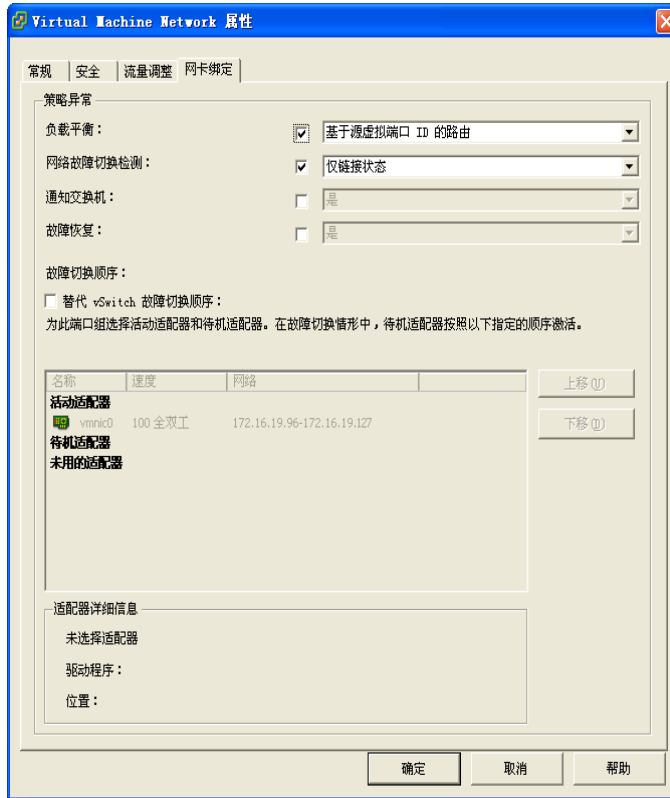 Virtual Machine Network 属性
常规 安全 流量调整 网卡绑定
策略异常
负载平衡： 基于源虚拟端口 ID 的路由
网络故障切换检测： 仅链接状态
通知交换机： 是
故障恢复： 是
故障切换顺序：
替代 vSwitch 故障切换顺序：
为此端口组选择活动适配器和待机适配器。在故障切换情形中，待机适配器按照以下指定的顺序激活。
名称 速度 网络
上移(U)
活动适配器
vmnic0 100 全双工 172.16.19.96-172.16.19.127
下移(D)
待机适配器
未用的适配器
适配器详细信息
未选择适配器
驱动程序：
位置：
确定 取消 帮助